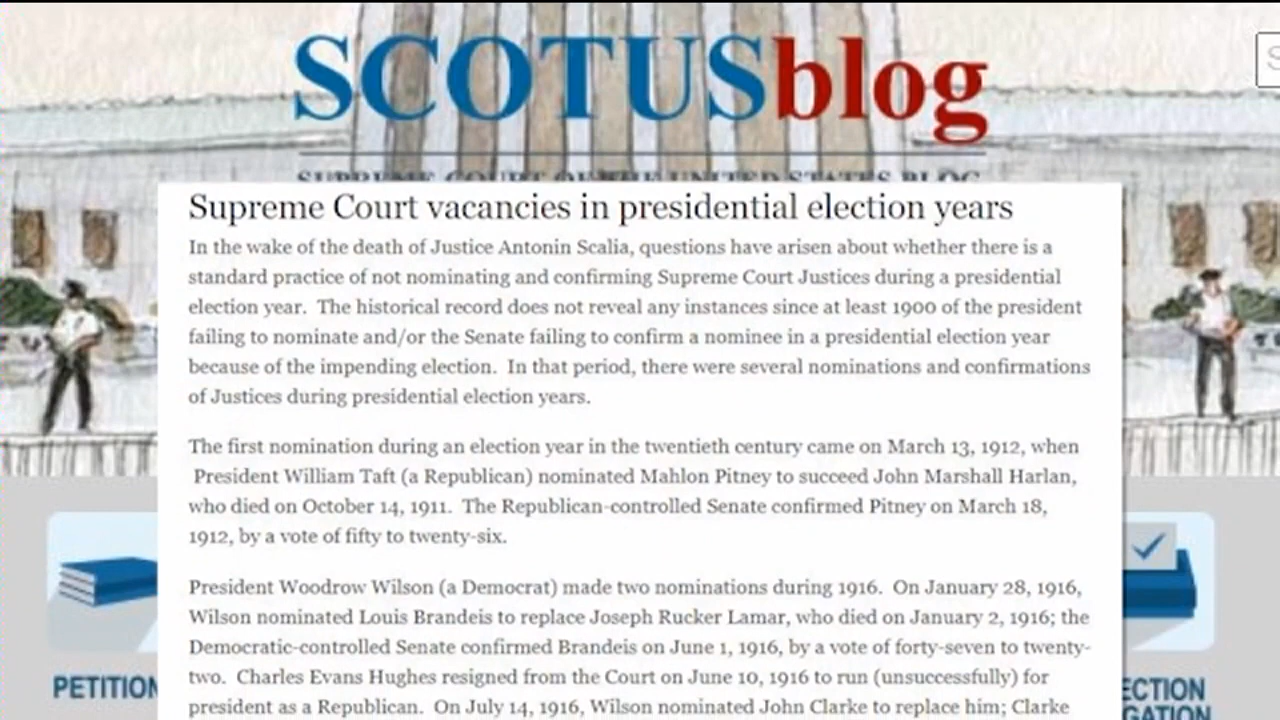 SCOTUSblog
S
SUPREME COURT OF THE UNITED STATES BLOG
Supreme Court vacancies in presidential election years
In the wake of the death of Justice Antonin Scalia, questions have arisen about whether there is a
standard practice of not nominating and confirming Supreme Court Justices during a presidential
election year.  The historical record does not reveal any instances since at least 1900 of the president
failing to nominate and/or the Senate failing to confirm a nominee in a presidential election year
because of the impending election.  In that period, there were several nominations and confirmations
of Justices during presidential election years.
The first nomination during an election year in the twentieth century came on March 13, 1912, when
President William Taft (a Republican) nominated Mahlon Pitney to succeed John Marshall Harlan,
who died on October 14, 1911.  The Republican-controlled Senate confirmed Pitney on March 18,
1912, by a vote of fifty to twenty-six.
President Woodrow Wilson (a Democrat) made two nominations during 1916.  On January 28, 1916,
Wilson nominated Louis Brandeis to replace Joseph Rucker Lamar, who died on January 2, 1916; the
Democratic-controlled Senate confirmed Brandeis on June 1, 1916, by a vote of forty-seven to twenty-
two.  Charles Evans Hughes resigned from the Court on June 10, 1916 to run (unsuccessfully) for
president as a Republican.  On July 14, 1916, Wilson nominated John Clarke to replace him; Clarke
PETITION
ECTION
GATION